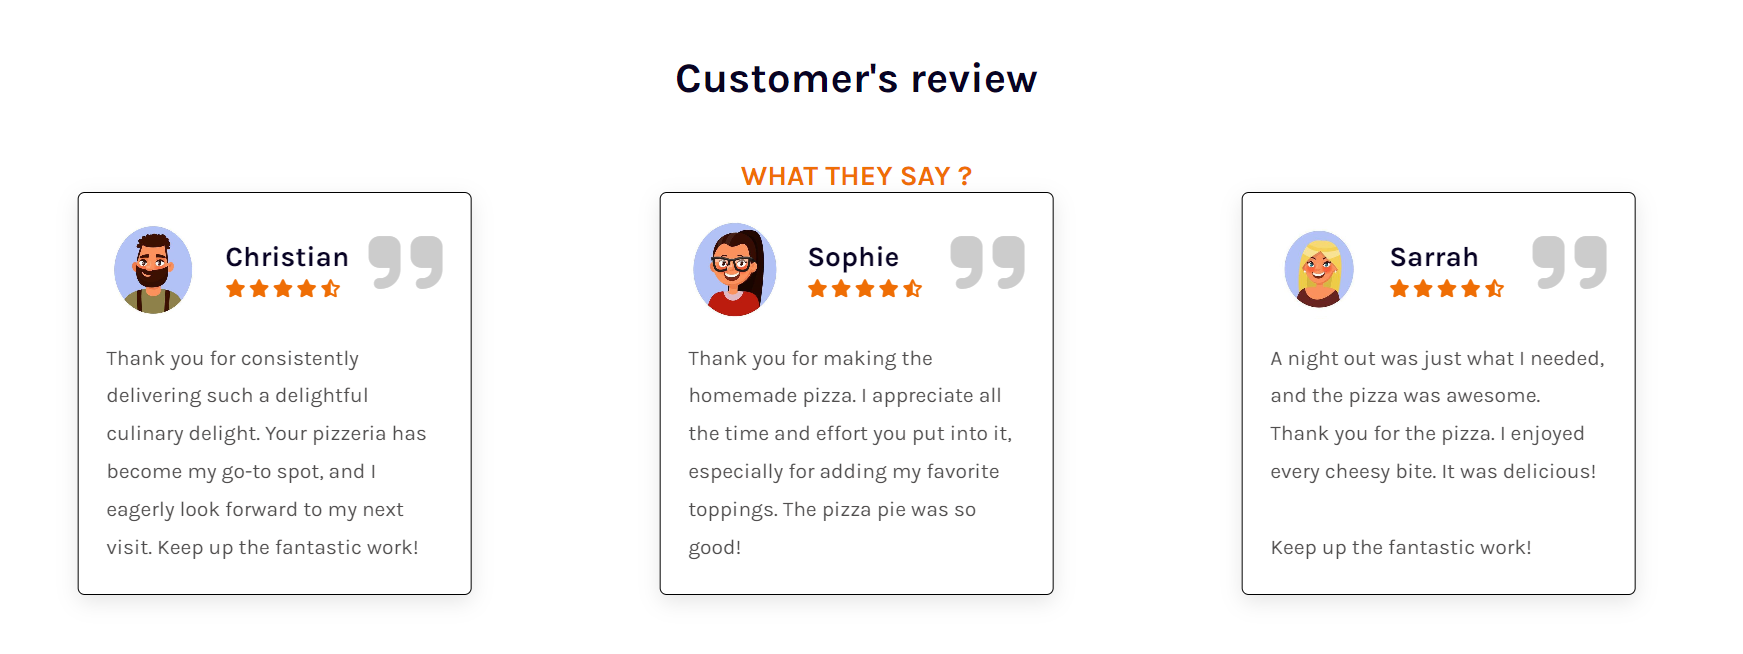 Customer's review
WHAT THEY SAY ?
Christian
Thank you for consistently
delivering such a delightful
culinary delight. Your pizzeria has
become my go-to spot, and I
eagerly look forward to my next
visit. Keep up the fantastic work!
Sophie
Thank you for making the
homemade pizza. I appreciate all
the time and effort you put into it,
especially for adding my favorite
toppings. The pizza pie was so
good!
Sarrah
A night out was just what I needed,
and the pizza was awesome.
Thank you for the pizza. I enjoyed
every cheesy bite. It was delicious!
Keep up the fantastic work!